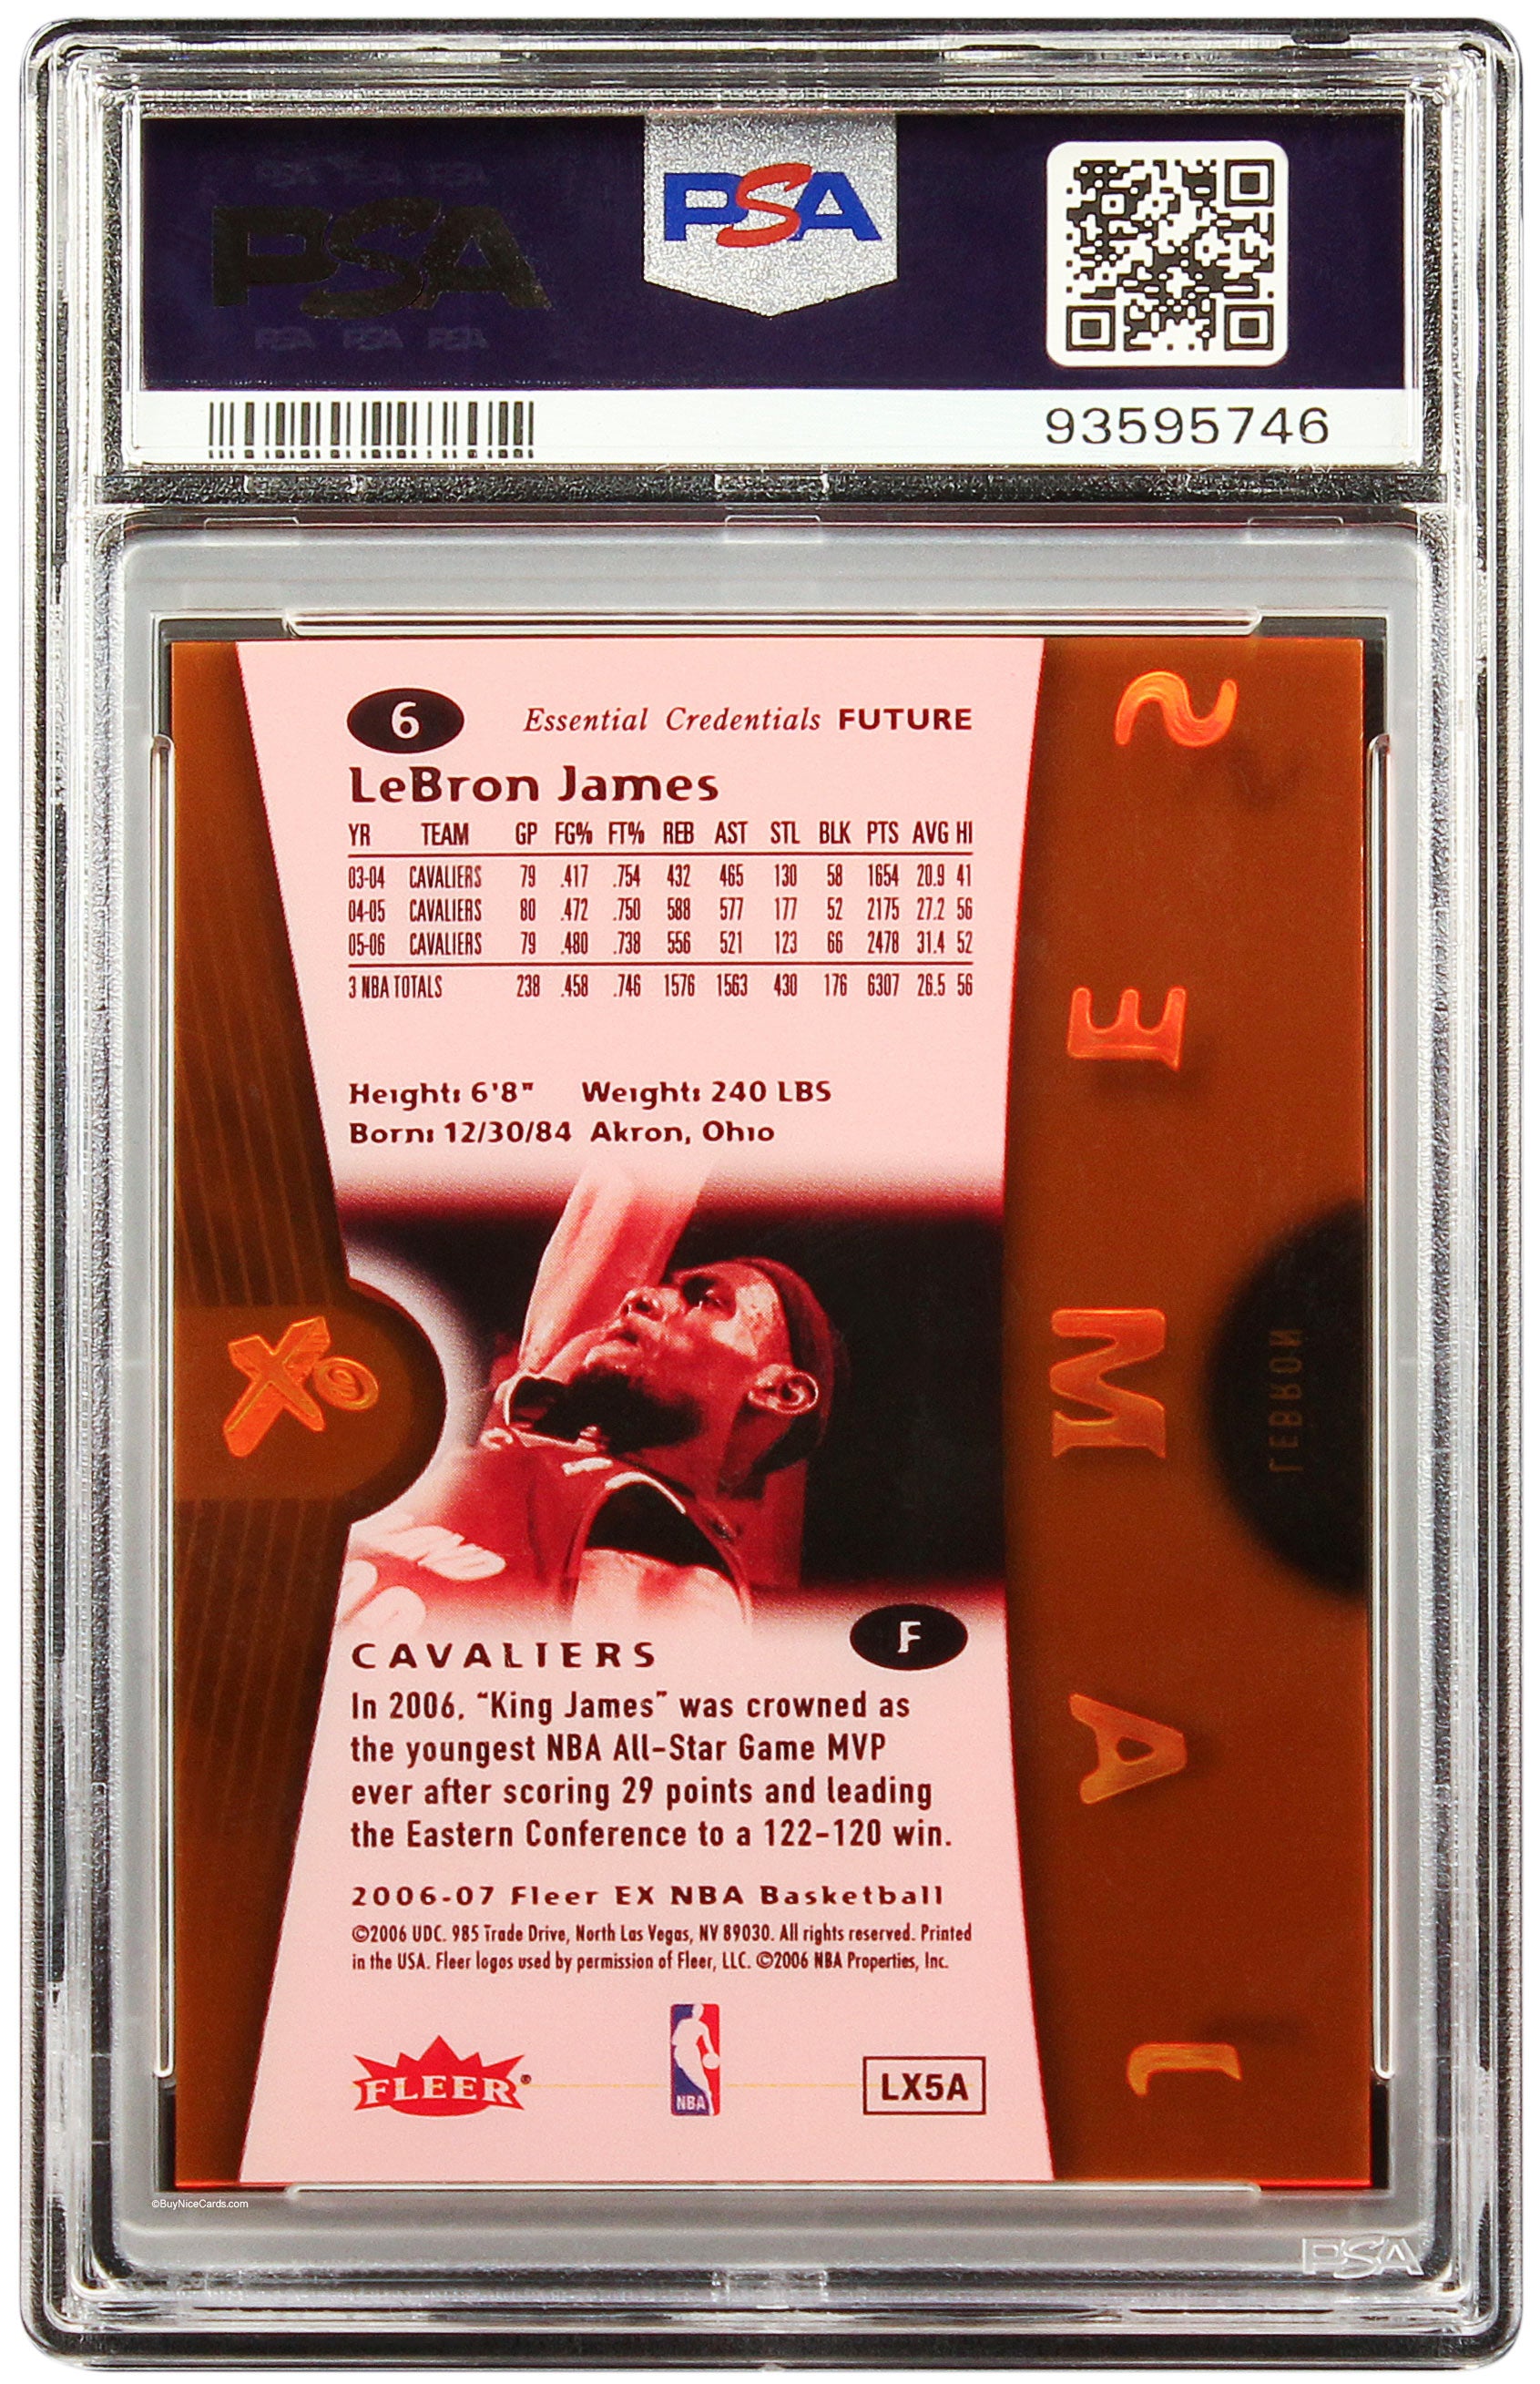 PSA PSA PSA
PSA
PSA
PSA PSA PSA
93595746
6 Essential Credentials FUTURE
LeBron James
YR TEAM GP FG% FT% REB AST STL BLK PTS AVG HI
03-04 CAVALIERS 79 .417 .754 432 465 130 58 1654 20.9 41
04-05 CAVALIERS 80 .472 .750 588 577 177 52 2175 27.2 56
05-06 CAVALIERS 79 .480 .738 556 521 123 66 2478 31.4 52
3 NBA TOTALS 238 .458 .746 1576 1563 430 176 6307 26.5 56
Height: 6'8" Weight: 240 LBS
Born: 12/30/84 Akron, Ohio
X
JAMES
LEBRON
CAVALIERS F
In 2006, "King James" was crowned as
the youngest NBA All-Star Game MVP
ever after scoring 29 points and leading
the Eastern Conference to a 122-120 win.
2006-07 Fleer EX NBA Basketball
©2006 UDC. 985 Trade Drive, North Las Vegas, NV 89030. All rights reserved. Printed
in the USA. Fleer logos used by permission of Fleer, LLC. ©2006 NBA Properties, Inc.
FLEER®
NBA
LX5A
©BuyNiceCards.com
PSA